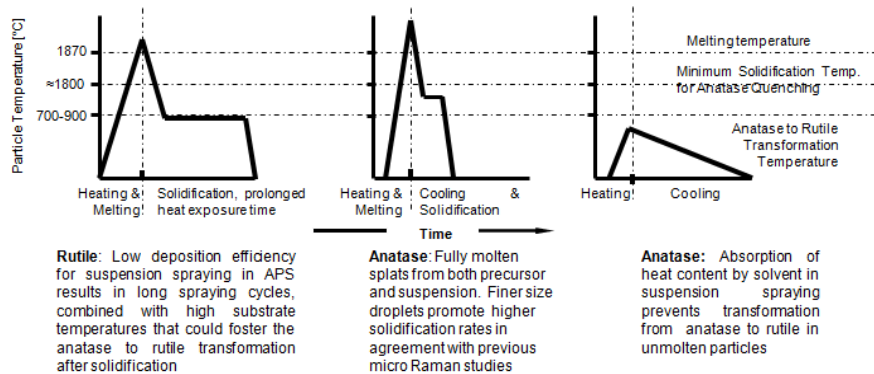 Particle Temperature [°C]
1870
≈1800
700-900
Melting temperature
Minimum Solidification Temp.
for Anatase Quenching
Anatase to Rutile
Transformation
Temperature
Heating &
Melting
Solidification, prolonged
heat exposure time
Heating &
Melting
Cooling &
Solidification
Heating
Cooling
Time
Rutile: Low deposition efficiency
for suspension spraying in APS
results in long spraying cycles,
combined with high substrate
temperatures that could foster the
anatase to rutile transformation
after solidification
Anatase: Fully molten
splats from both precursor
and suspension. Finer size
droplets promote higher
solidification rates in
agreement with previous
micro Raman studies
Anatase: Absorption of
heat content by solvent in
suspension spraying
prevents transformation
from anatase to rutile in
unmolten particles